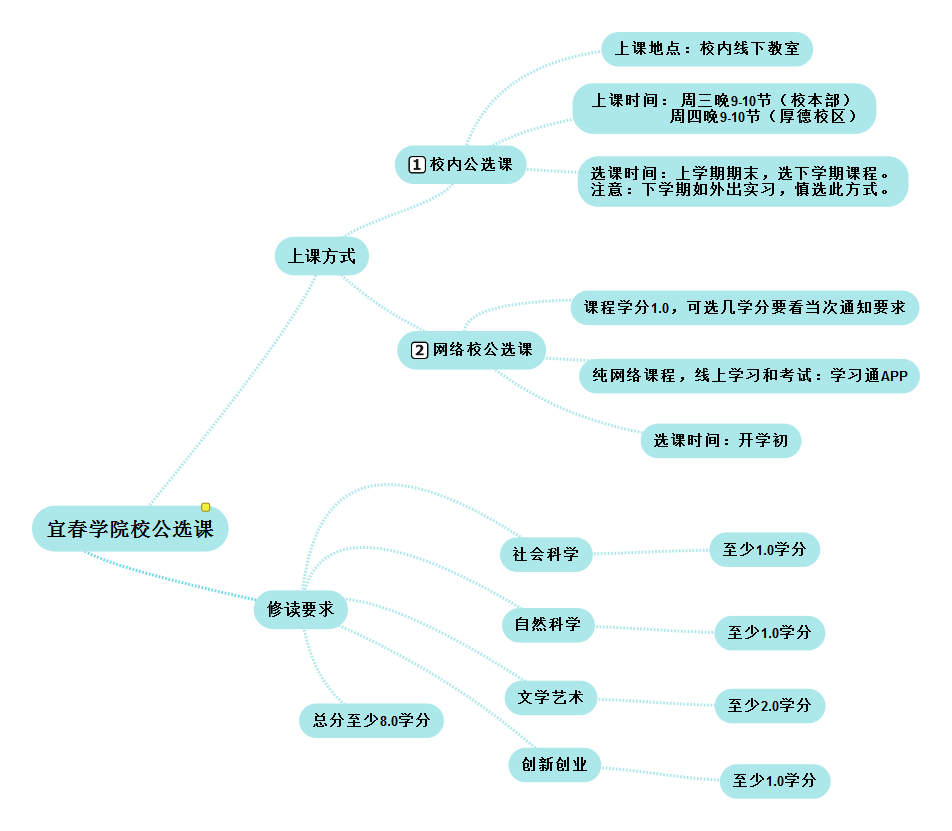 宜春学院校公选课
上课方式
1 校内公选课
上课地点：校内线下教室
上课时间： 周三晚9-10节（校本部）
周四晚9-10节（厚德校区）
选课时间：上学期期末，选下学期课程。
注意：下学期如外出实习，慎选此方式。
2 网络校公选课
课程学分1.0，可选几学分要看当次通知要求
纯网络课程，线上学习和考试：学习通APP
选课时间：开学初
修读要求
社会科学
至少1.0学分
自然科学
至少1.0学分
文学艺术
至少2.0学分
创新创业
至少1.0学分
总分至少8.0学分